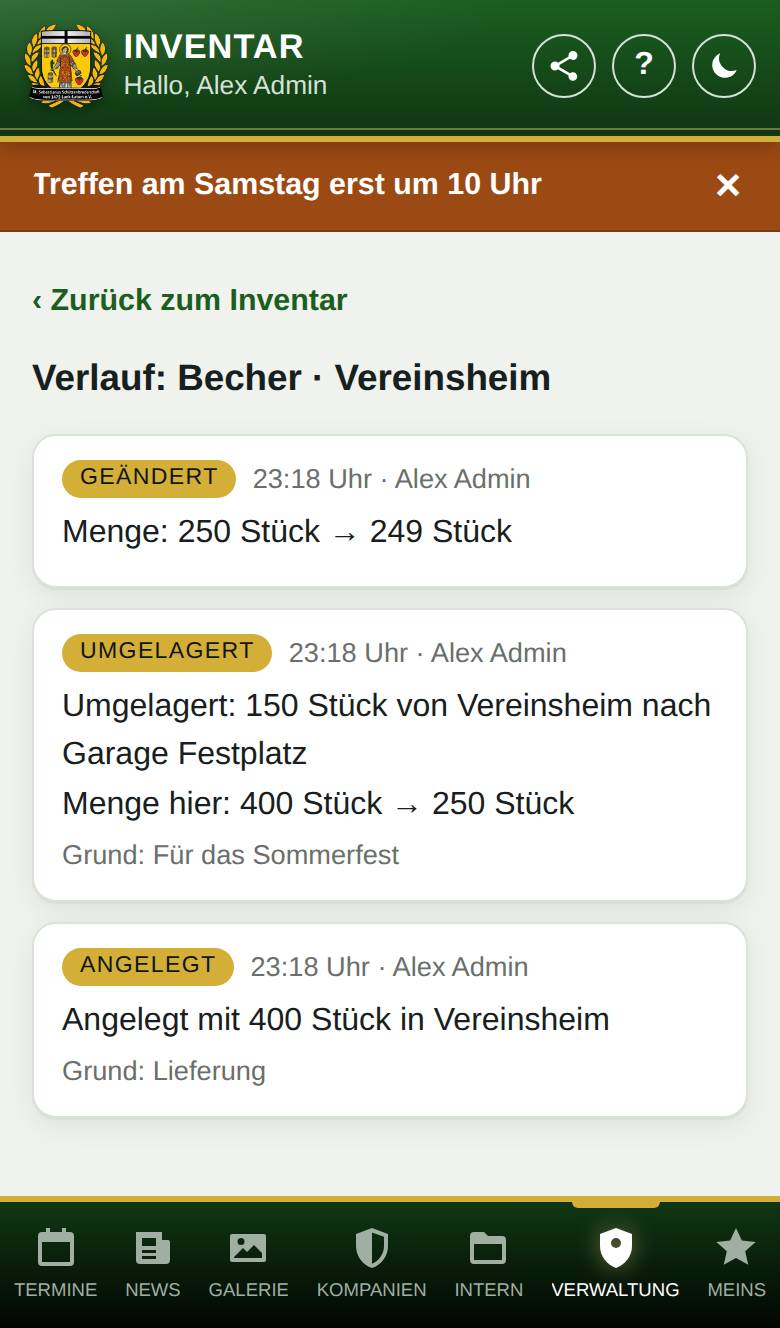 INVENTAR
Hallo, Alex Admin
?
St. Sebastianus Schützenbruderschaft
Treffen am Samstag erst um 10 Uhr
×
‹ Zurück zum Inventar
Verlauf: Becher · Vereinsheim
GEÄNDERT 23:18 Uhr · Alex Admin
Menge: 250 Stück → 249 Stück
UMGELAGERT 23:18 Uhr · Alex Admin
Umgelagert: 150 Stück von Vereinsheim nach
Garage Festplatz
Menge hier: 400 Stück → 250 Stück
Grund: Für das Sommerfest
ANGELEGT 23:18 Uhr · Alex Admin
Angelegt mit 400 Stück in Vereinsheim
Grund: Lieferung
TERMINE NEWS GALERIE KOMPANIEN INTERN VERWALTUNG MEINS